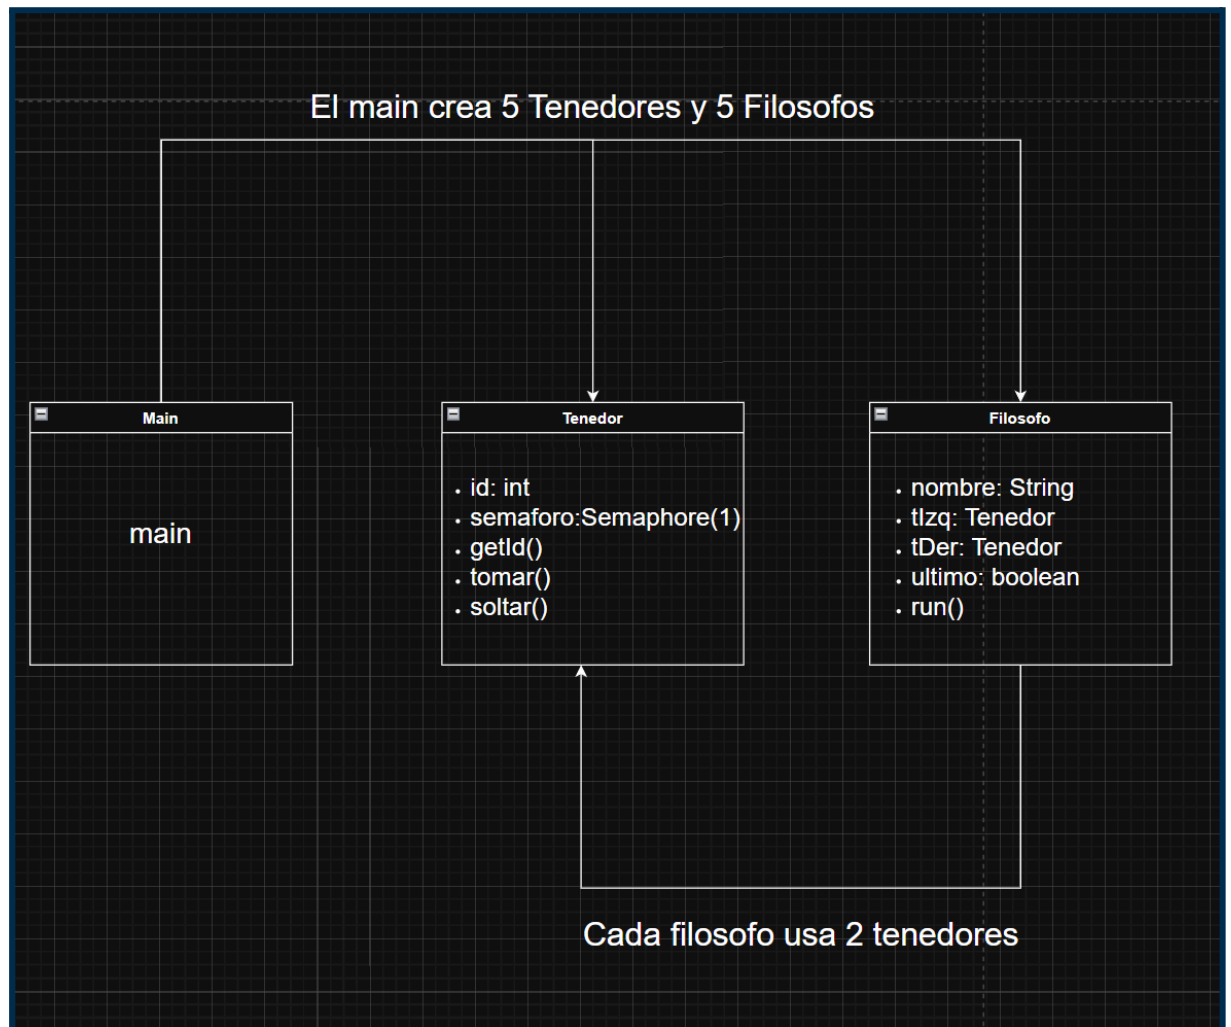 El main crea 5 Tenedores y 5 Filosofos
Main
main
Tenedor
id: int
semaforo:Semaphore(1)
getId()
tomar()
soltar()
Filosofo
nombre: String
tIzq: Tenedor
tDer: Tenedor
ultimo: boolean
run()
Cada filosofo usa 2 tenedores